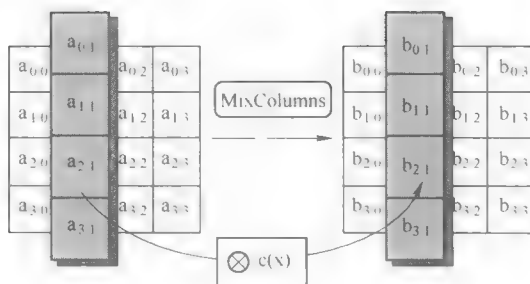 a0,1 b0,1
a0,0 a0,2 a0,3 b0,0 b0,2 b0,3
MixColumns
a1,0 a1,1 a1,2 a1,3 b1,0 b1,1 b1,2 b1,3
a2,0 a2,1 a2,2 a2,3 b2,0 b2,1 b2,2 b2,3
a3,0 a3,2 a3,3 b3,0 b3,2 b3,3
a3,1 b3,1
⊗ c(x)